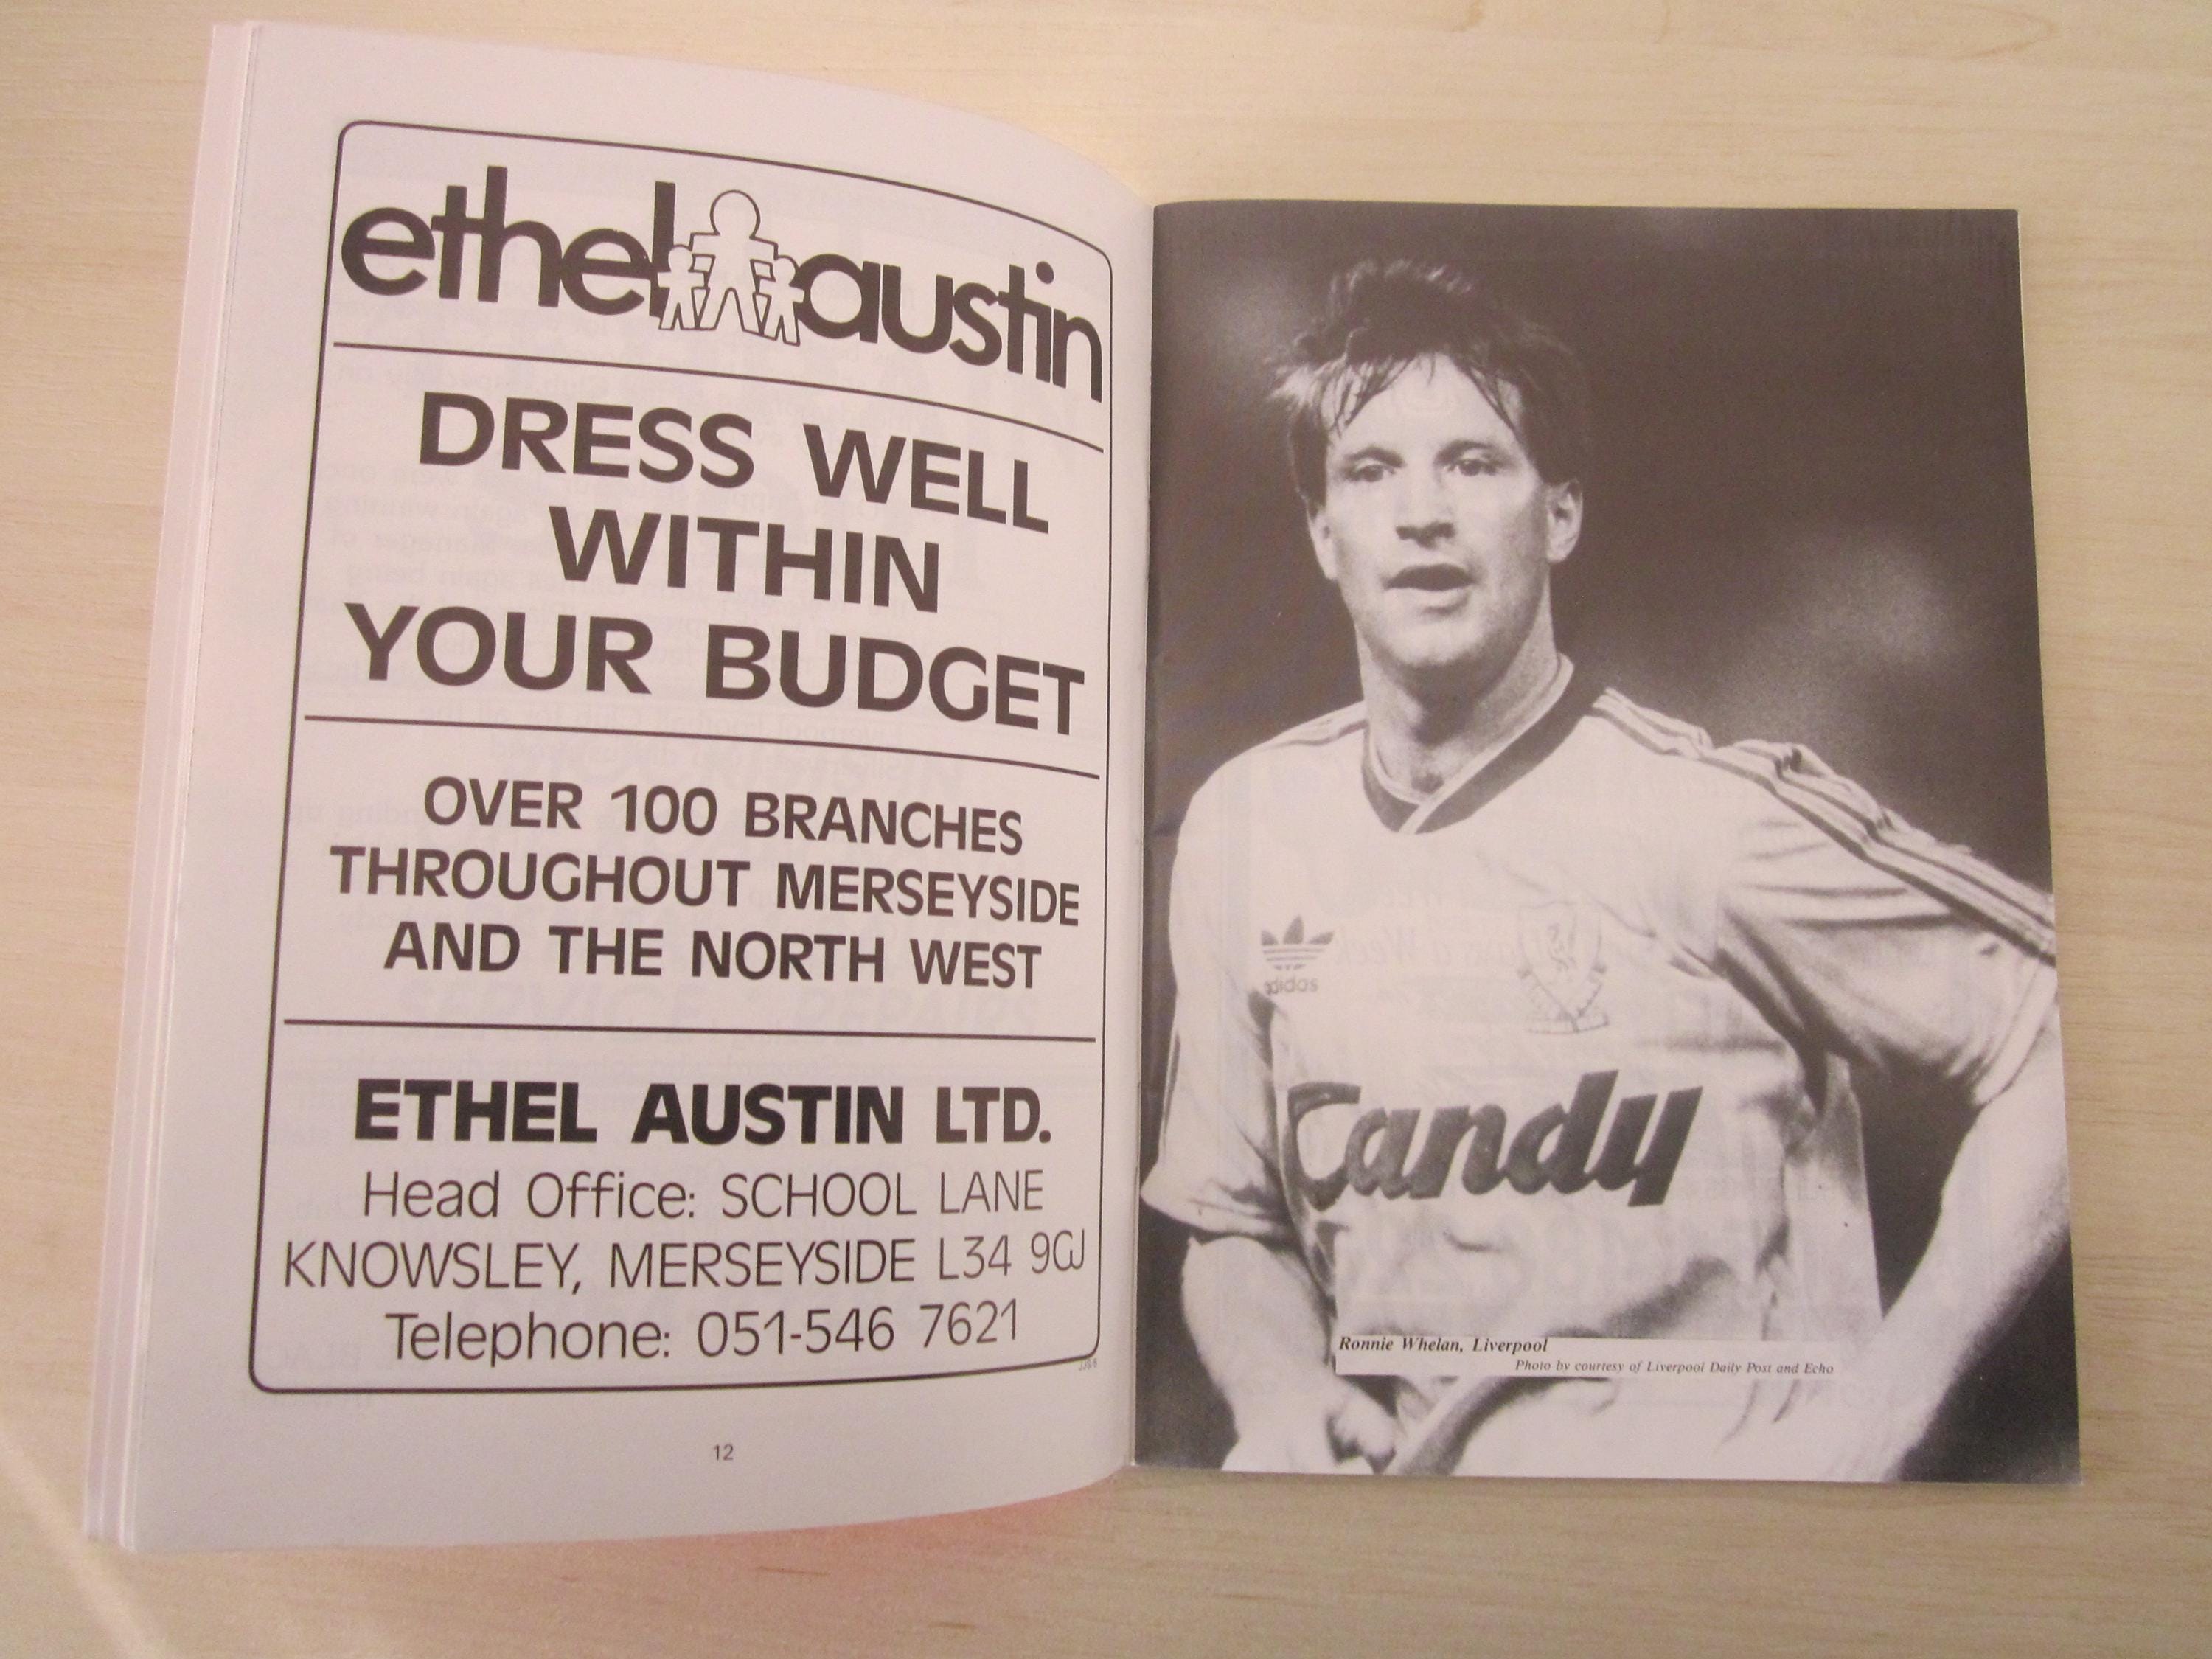 ethel austin
DRESS WELL
WITHIN
YOUR BUDGET
OVER 100 BRANCHES
THROUGHOUT MERSEYSIDE
AND THE NORTH WEST
ETHEL AUSTIN LTD.
Head Office: SCHOOL LANE
KNOWSLEY, MERSEYSIDE L34 9GJ
Telephone: 051-546 7621
12
adidas
Candy
Ronnie Whelan, Liverpool
Photo by courtesy of Liverpool Daily Post and Echo